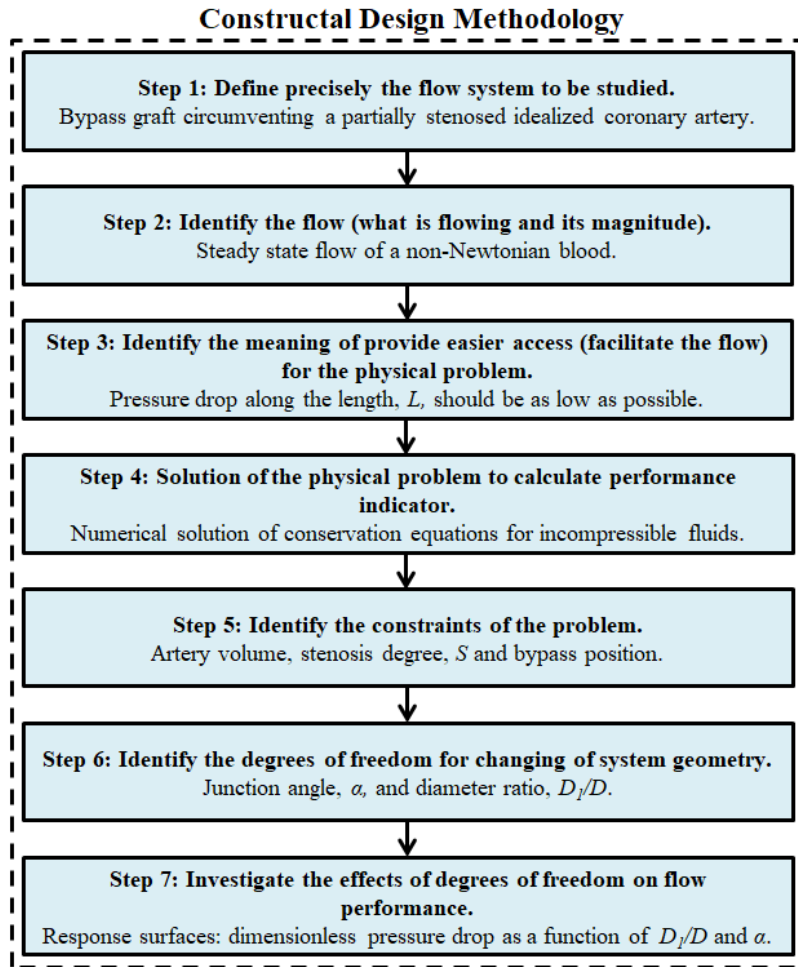 Constructal Design Methodology
Step 1: Define precisely the flow system to be studied.
Bypass graft circumventing a partially stenosed idealized coronary artery.
Step 2: Identify the flow (what is flowing and its magnitude).
Steady state flow of a non-Newtonian blood.
Step 3: Identify the meaning of provide easier access (facilitate the flow)
for the physical problem.
Pressure drop along the length, L, should be as low as possible.
Step 4: Solution of the physical problem to calculate performance
indicator.
Numerical solution of conservation equations for incompressible fluids.
Step 5: Identify the constraints of the problem.
Artery volume, stenosis degree, S and bypass position.
Step 6: Identify the degrees of freedom for changing of system geometry.
Junction angle, α, and diameter ratio, D₁/D.
Step 7: Investigate the effects of degrees of freedom on flow
performance.
Response surfaces: dimensionless pressure drop as a function of D₁/D and α.